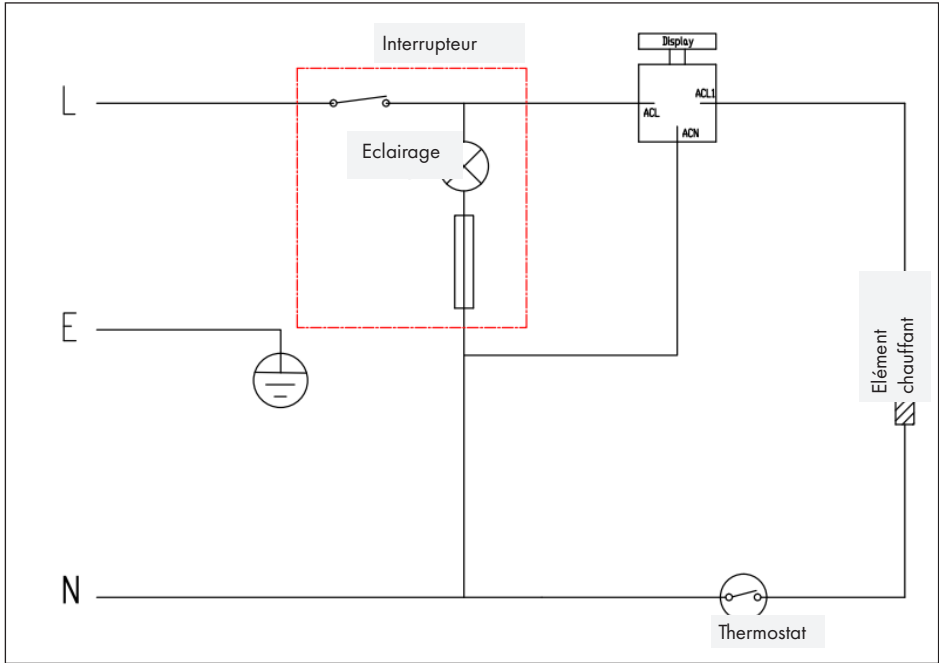 Interrupteur
Display
L
ACL1
ACL
ACN
Eclairage
E
Elément
chauffant
N
Thermostat